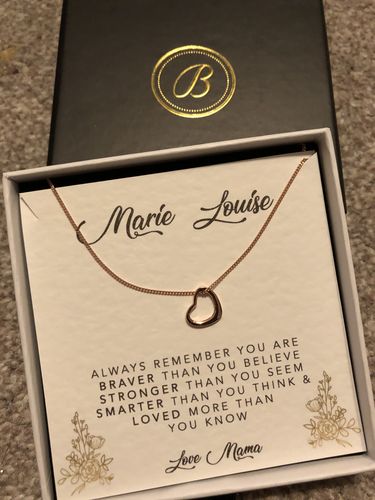 B
Marie Louise
ALWAYS REMEMBER YOU ARE
BRAVER THAN YOU BELIEVE
STRONGER THAN YOU SEEM
SMARTER THAN YOU THINK &
LOVED MORE THAN
YOU KNOW
Love Mama